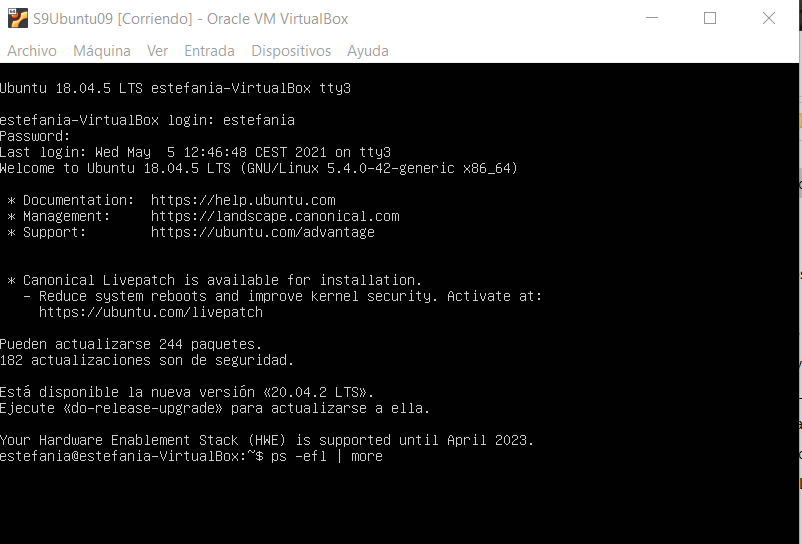 S9Ubuntu09 [Corriendo] - Oracle VM VirtualBox
Archivo Máquina Ver Entrada Dispositivos Ayuda
Ubuntu 18.04.5 LTS estefania-VirtualBox tty3
estefania-VirtualBox login: estefania
Password:
Last login: Wed May  5 12:46:48 CEST 2021 on tty3
Welcome to Ubuntu 18.04.5 LTS (GNU/Linux 5.4.0-42-generic x86_64)
* Documentation:  https://help.ubuntu.com
* Management:     https://landscape.canonical.com
* Support:        https://ubuntu.com/advantage
* Canonical Livepatch is available for installation.
- Reduce system reboots and improve kernel security. Activate at:
https://ubuntu.com/livepatch
Pueden actualizarse 244 paquetes.
182 actualizaciones son de seguridad.
Está disponible la nueva versión «20.04.2 LTS».
Ejecute «do-release-upgrade» para actualizarse a ella.
Your Hardware Enablement Stack (HWE) is supported until April 2023.
estefania@estefania-VirtualBox:~$ ps -efl | more